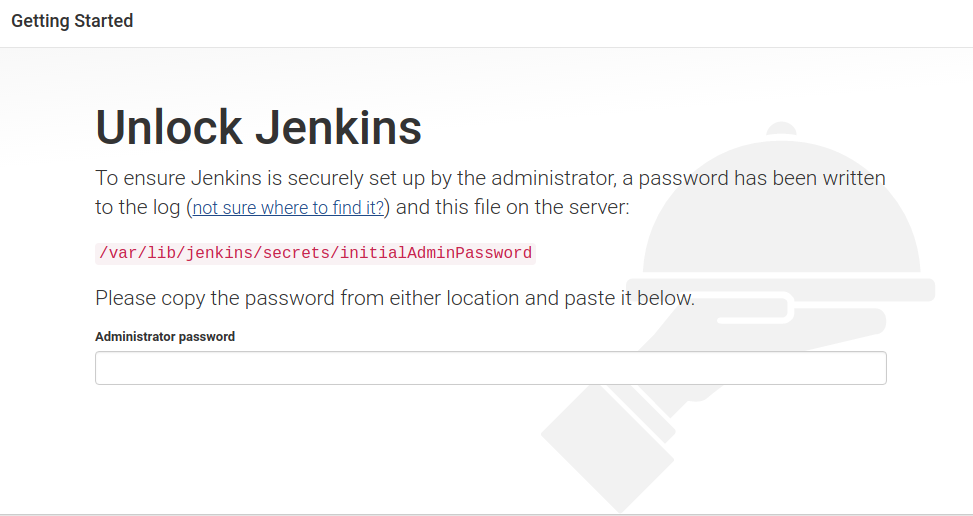 Getting Started
Unlock Jenkins
To ensure Jenkins is securely set up by the administrator, a password has been written
to the log (not sure where to find it?) and this file on the server:
/var/lib/jenkins/secrets/initialAdminPassword
Please copy the password from either location and paste it below.
Administrator password